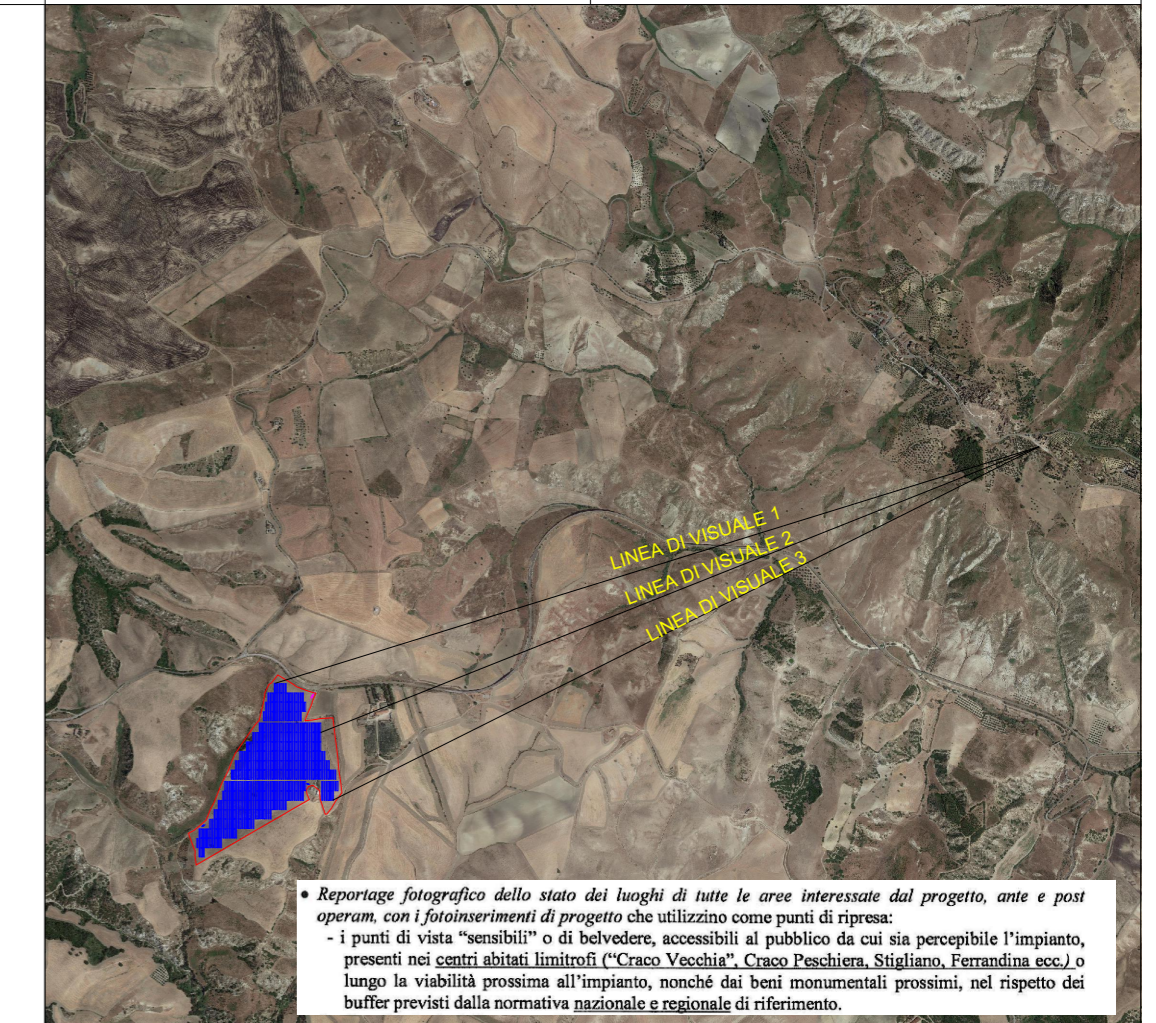 LINEA DI VISUALE 1
LINEA DI VISUALE 2
LINEA DI VISUALE 3
• Reportage fotografico dello stato dei luoghi di tutte le aree interessate dal progetto, ante e post
operam, con i fotoinserimenti di progetto che utilizzino come punti di ripresa:
- i punti di vista “sensibili” o di belvedere, accessibili al pubblico da cui sia percepibile l’impianto,
presenti nei centri abitati limitrofi (“Craco Vecchia”, Craco Peschiera, Stigliano, Ferrandina ecc.) o
lungo la viabilità prossima all’impianto, nonché dai beni monumentali prossimi, nel rispetto dei
buffer previsti dalla normativa nazionale e regionale di riferimento.